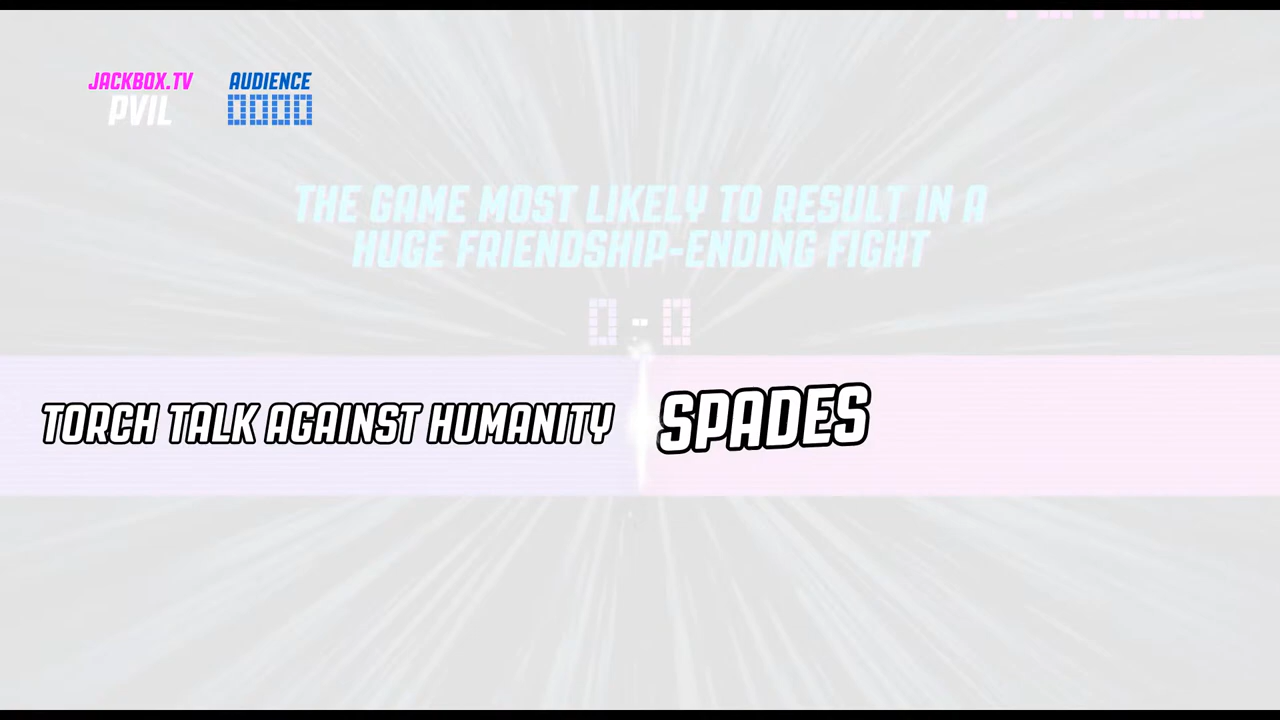 JACKBOX.TV
PVIL
AUDIENCE
0000
THE GAME MOST LIKELY TO RESULT IN A
HUGE FRIENDSHIP-ENDING FIGHT
0 - 0
TORCH TALK AGAINST HUMANITY
SPADES